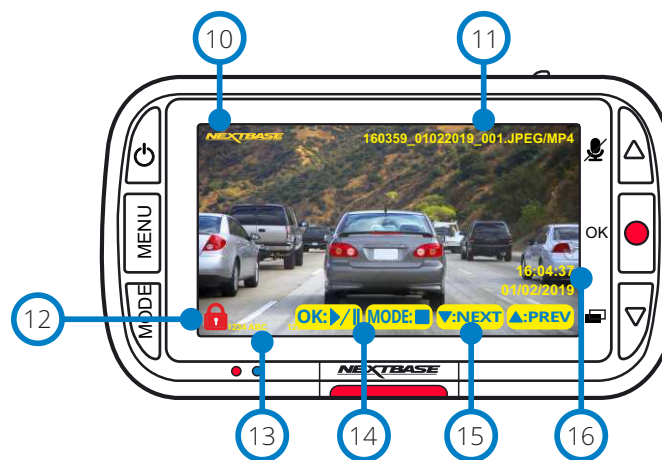 10
11
NEXTBASE
160359_01022019_001.JPEG/MP4
MENU
OK
16:04:37
01/02/2019
MODE
12
OK:▶/II
MODE:■
▼:NEXT
▲:PREV
NEXTBASE
13
14
15
16